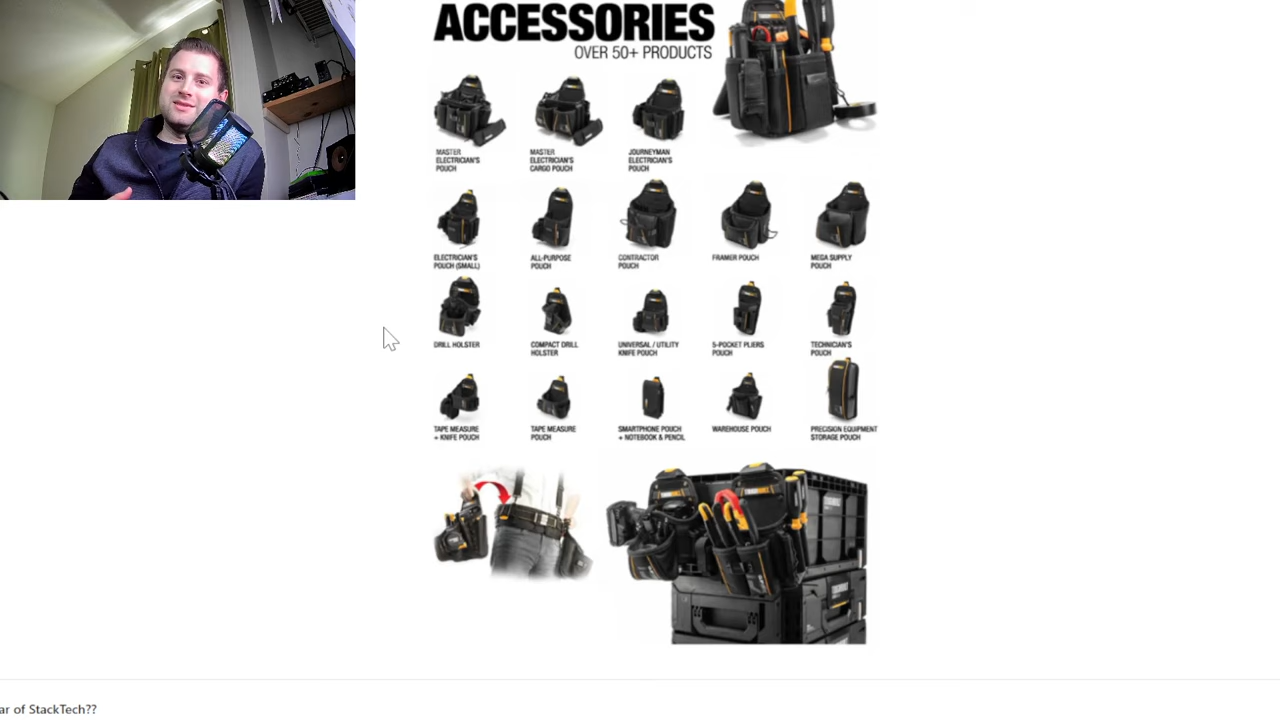 ACCESSORIES
OVER 50+ PRODUCTS
MASTER
ELECTRICIAN'S
POUCH
MASTER
ELECTRICIAN'S
CARGO POUCH
JOURNEYMAN
ELECTRICIAN'S
POUCH
ELECTRICIAN'S
POUCH (SMALL)
ALL-PURPOSE
POUCH
CONTRACTOR
POUCH
FRAMER POUCH
MEGA SUPPLY
POUCH
DRILL HOLSTER
COMPACT DRILL
HOLSTER
UNIVERSAL / UTILITY
KNIFE POUCH
5-POCKET PLIERS
POUCH
TECHNICIAN'S
POUCH
TAPE MEASURE
+ KNIFE POUCH
TAPE MEASURE
POUCH
SMARTPHONE POUCH
+ NOTEBOOK & PENCIL
WAREHOUSE POUCH
PRECISION EQUIPMENT
STORAGE POUCH
ar of StackTech??